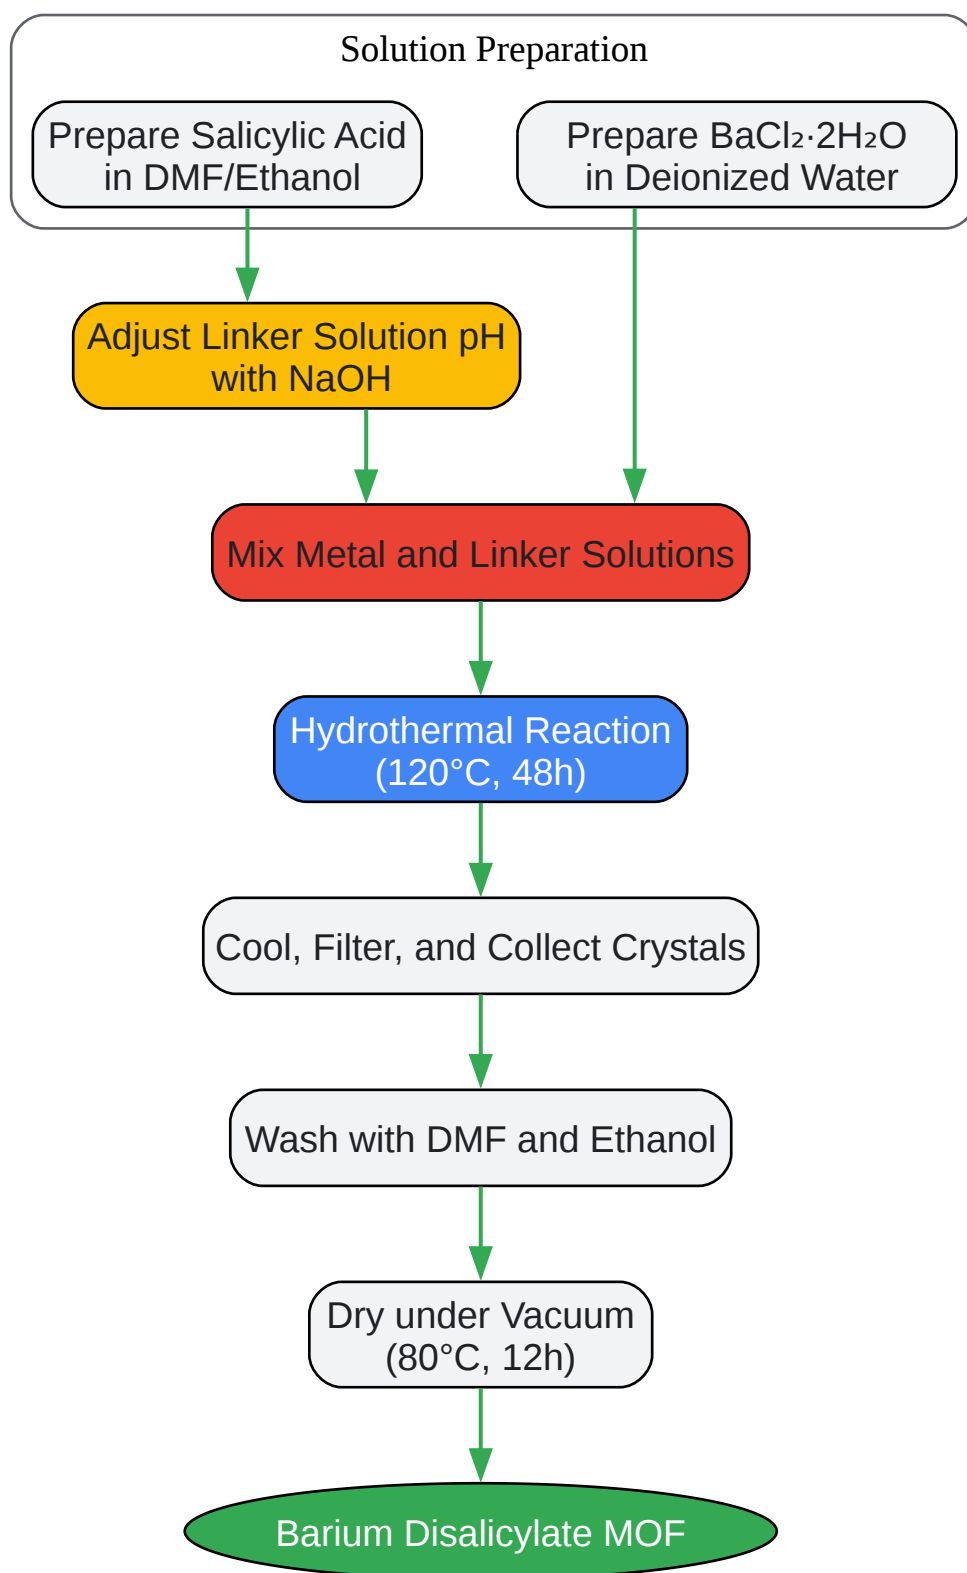 Solution Preparation
Prepare Salicylic Acid
in DMF/Ethanol
Prepare BaCl₂·2H₂O
in Deionized Water
Adjust Linker Solution pH
with NaOH
Mix Metal and Linker Solutions
Hydrothermal Reaction
(120°C, 48h)
Cool, Filter, and Collect Crystals
Wash with DMF and Ethanol
Dry under Vacuum
(80°C, 12h)
Barium Disalicylate MOF